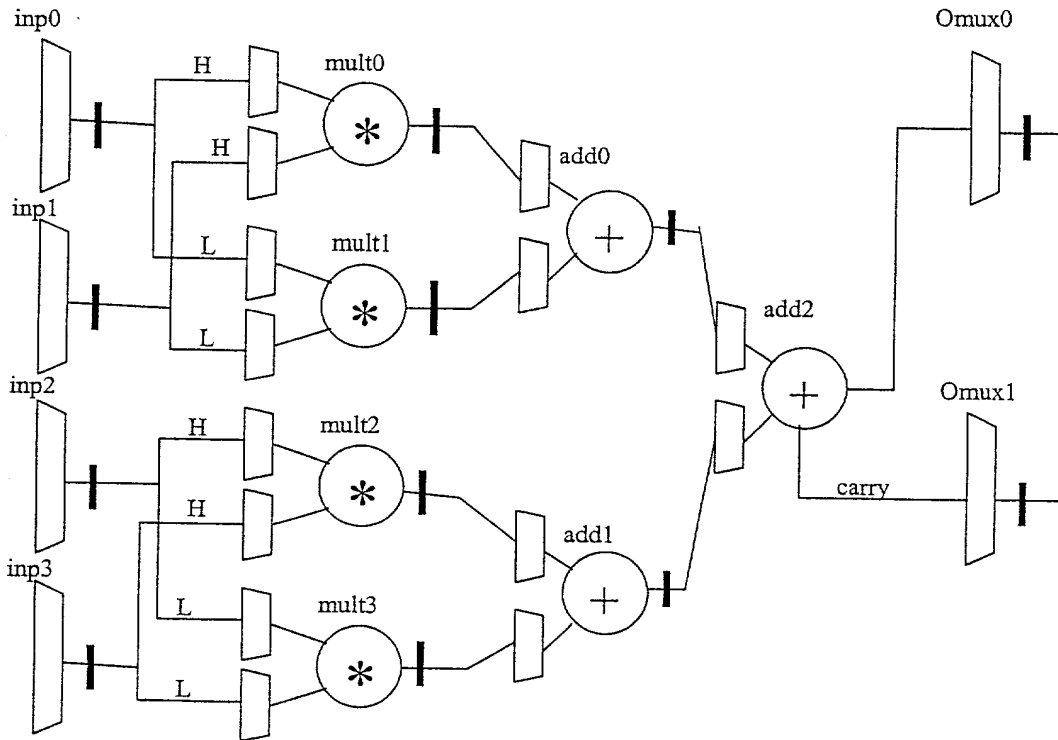 inp0
Omux0
H
mult0
*
H
add0
+
inp1
L
mult1
*
L
add2
+
inp2
Omux1
H
mult2
*
carry
H
add1
+
inp3
L
mult3
*
L